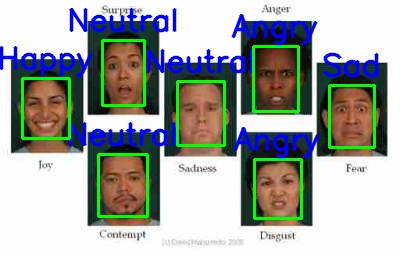 Surprise
Anger
Neutral
Angry
Happy
Neutral
Sad
Joy
Sadness
Fear
Neutral
Angry
Contempt
Disgust
(c) David Matsumoto 2008